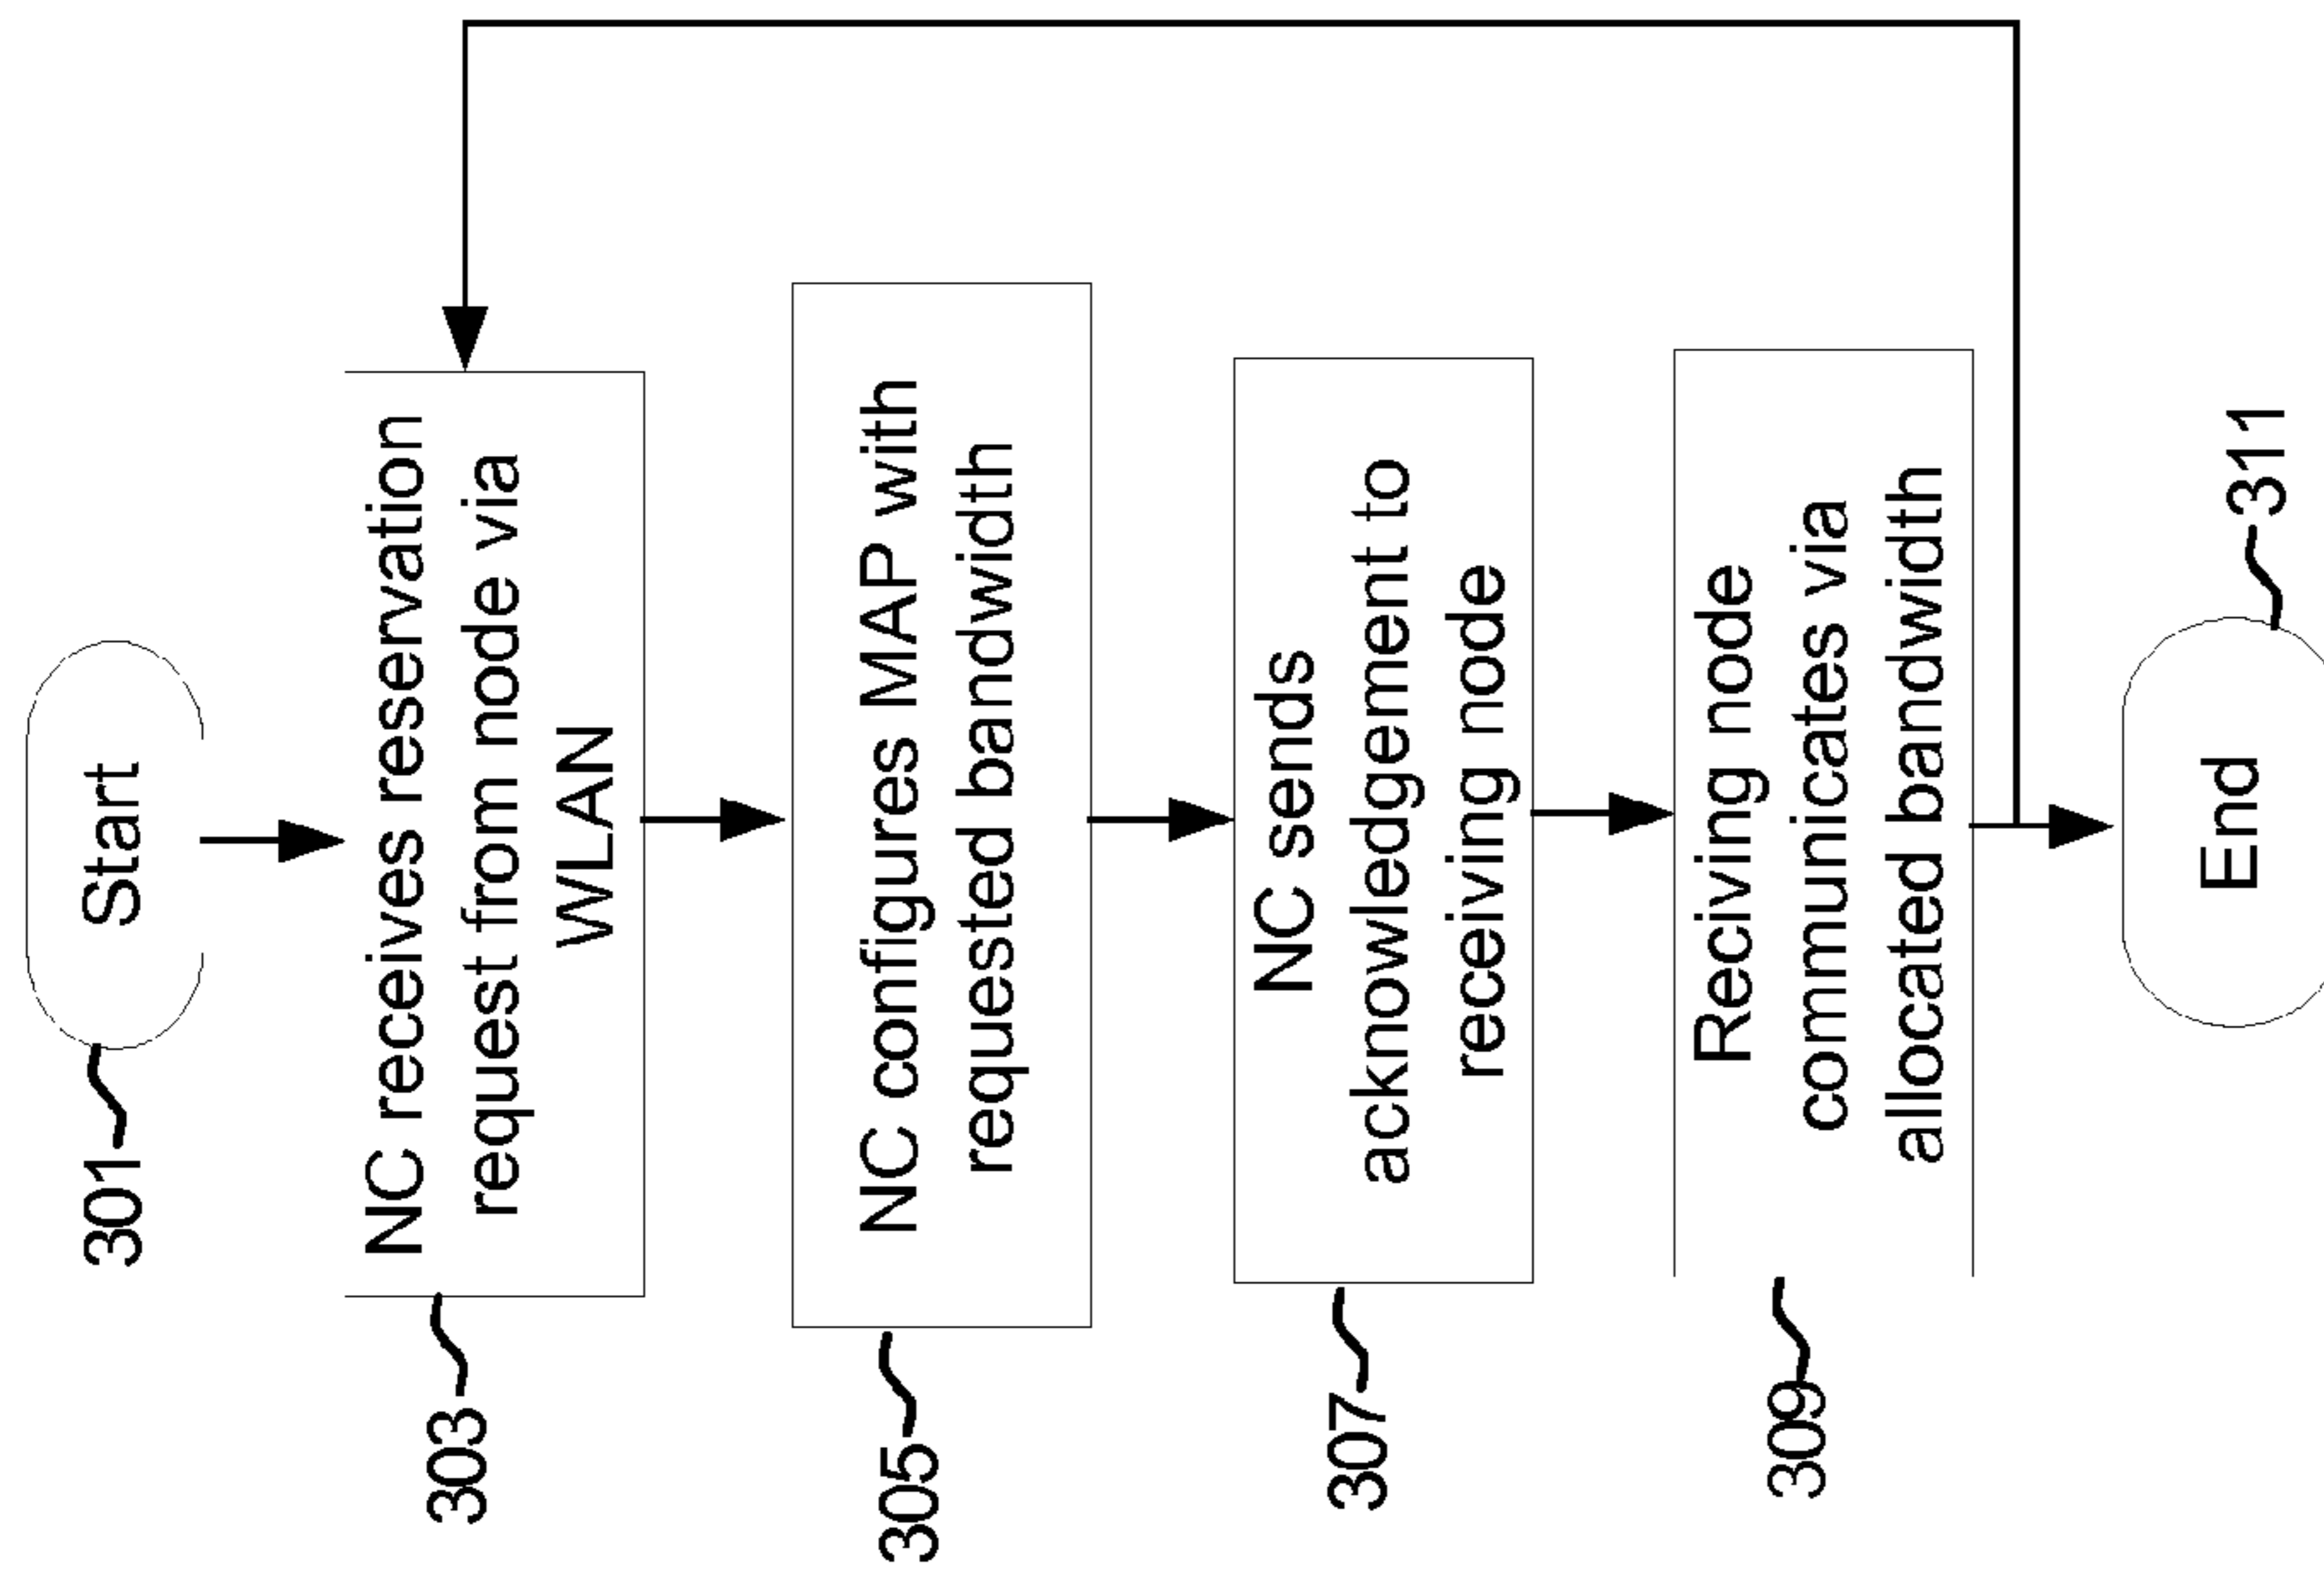 301
Start
303
NC receives reservation
request from node via
WLAN
305
NC configures MAP with
requested bandwidth
307
NC sends
acknowledgement to
receiving node
309
Reciving node
communicates via
allocated bandwidth
End
311